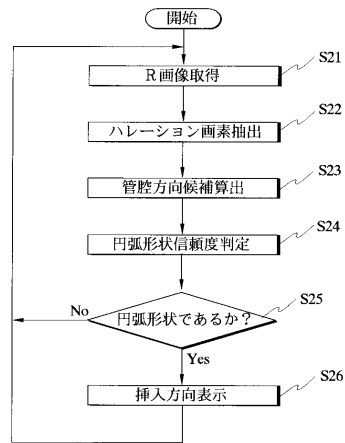 開始
R画像取得
S21
ハレーション画素抽出
S22
管腔方向候補算出
S23
円弧形状信頼度判定
S24
円弧形状であるか?
S25
No
Yes
挿入方向表示
S26